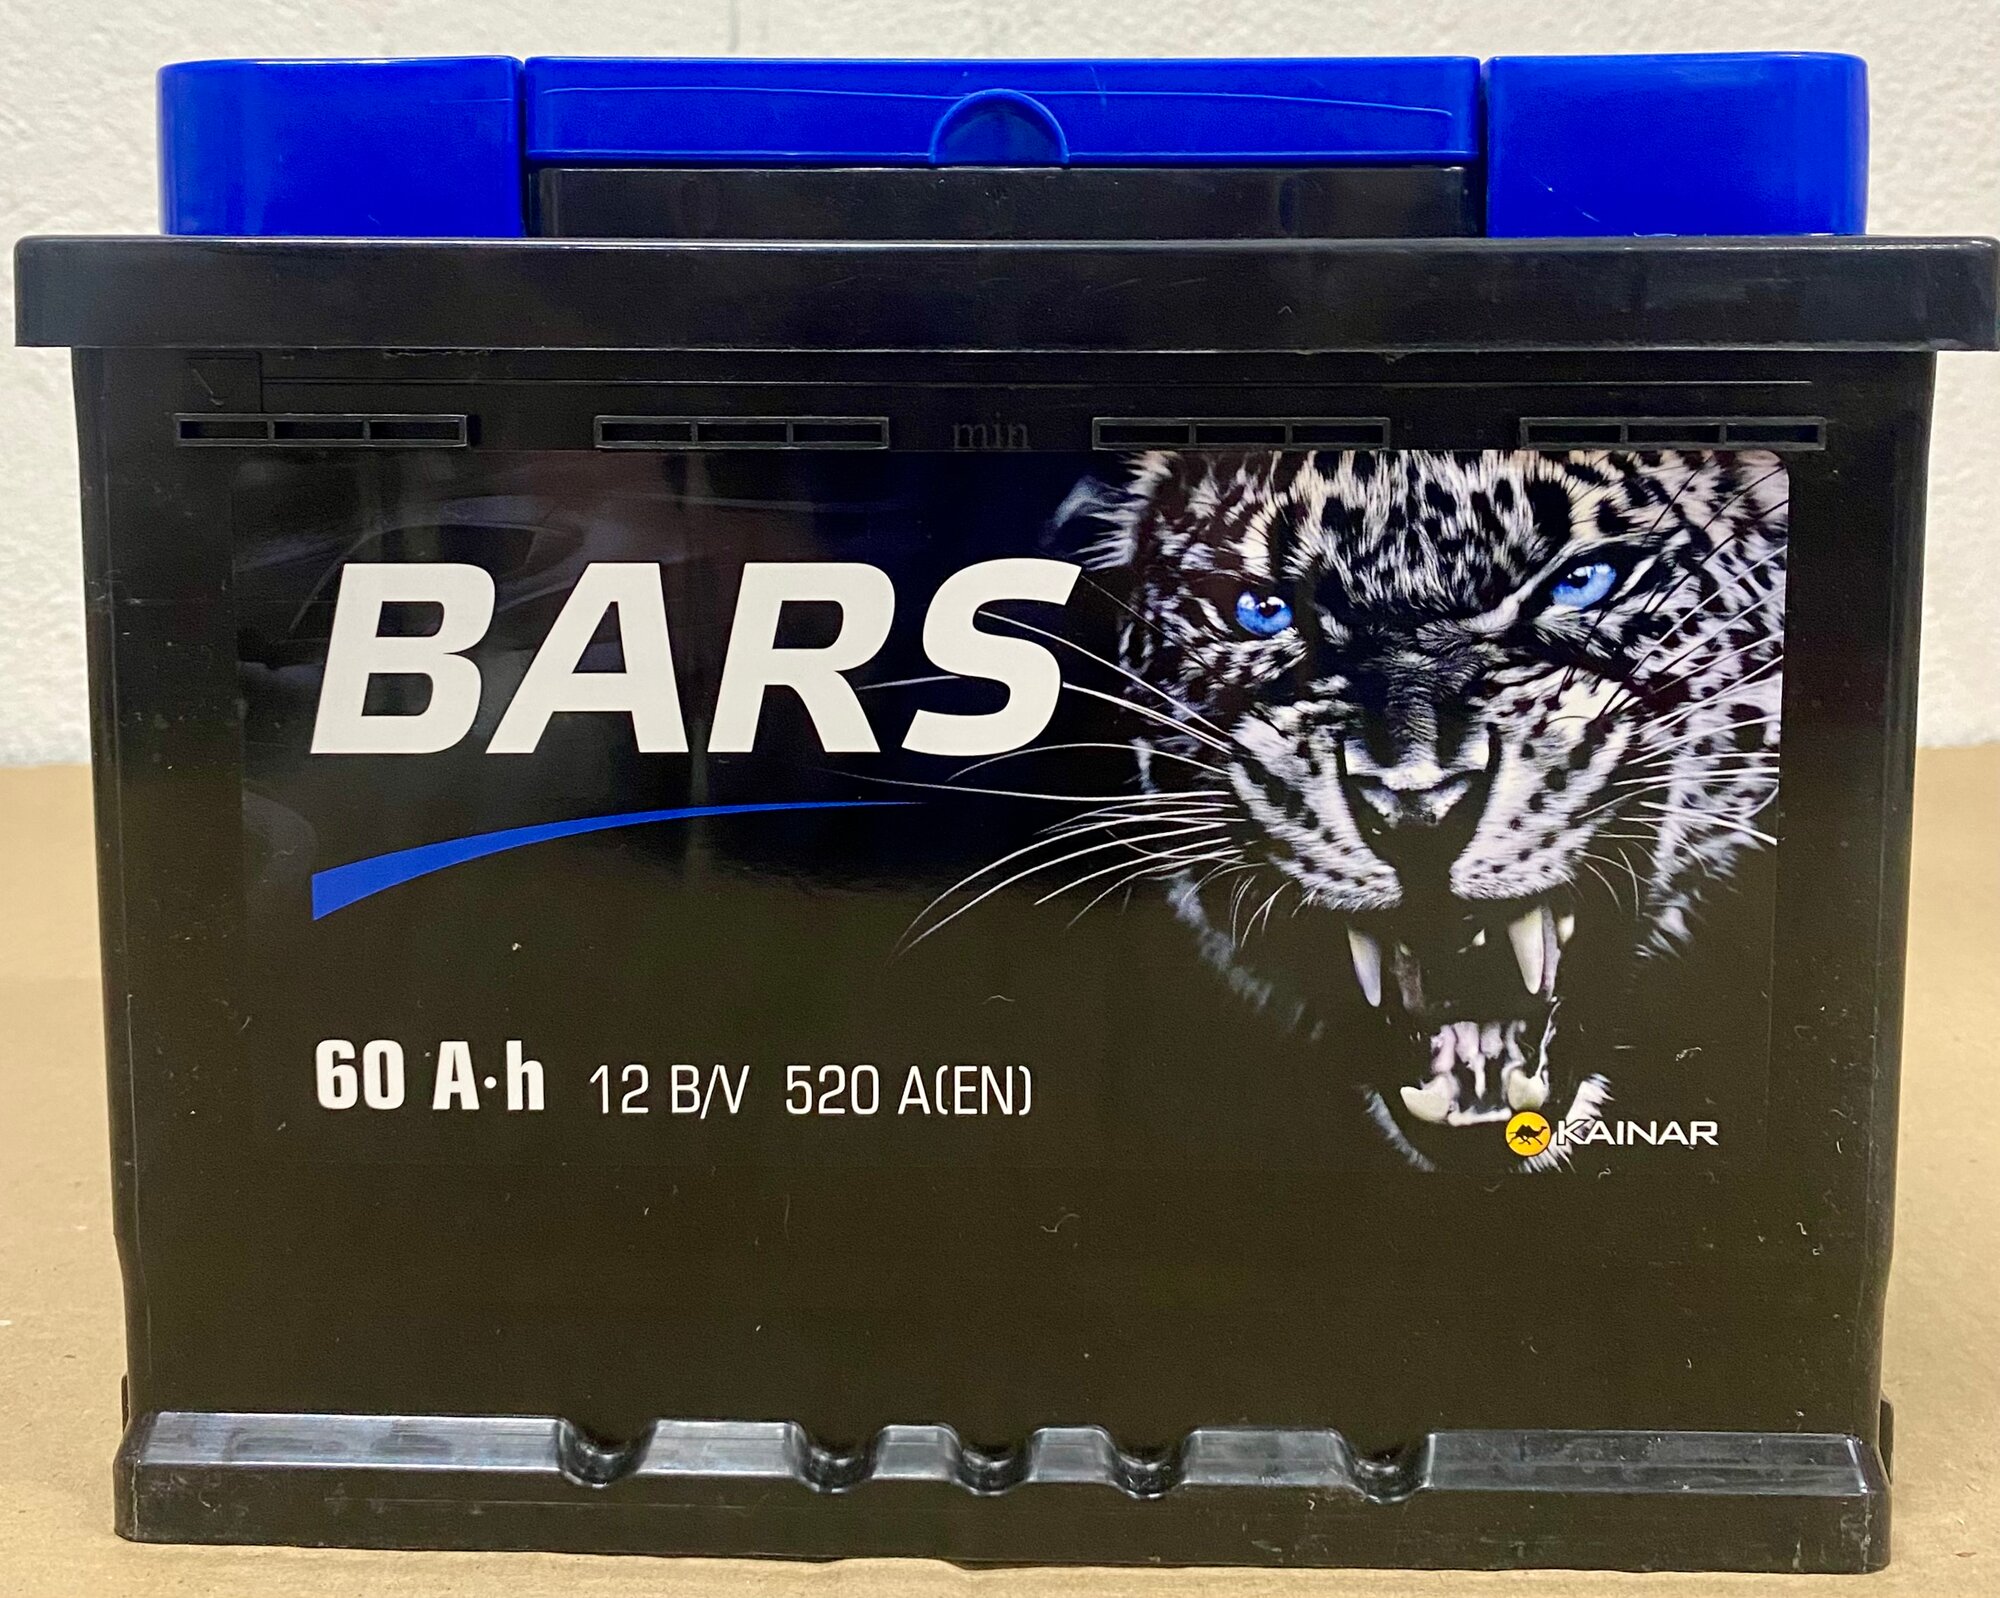 min
BARS
60 A·h 12 B/V 520 A(EN)
KAINAR